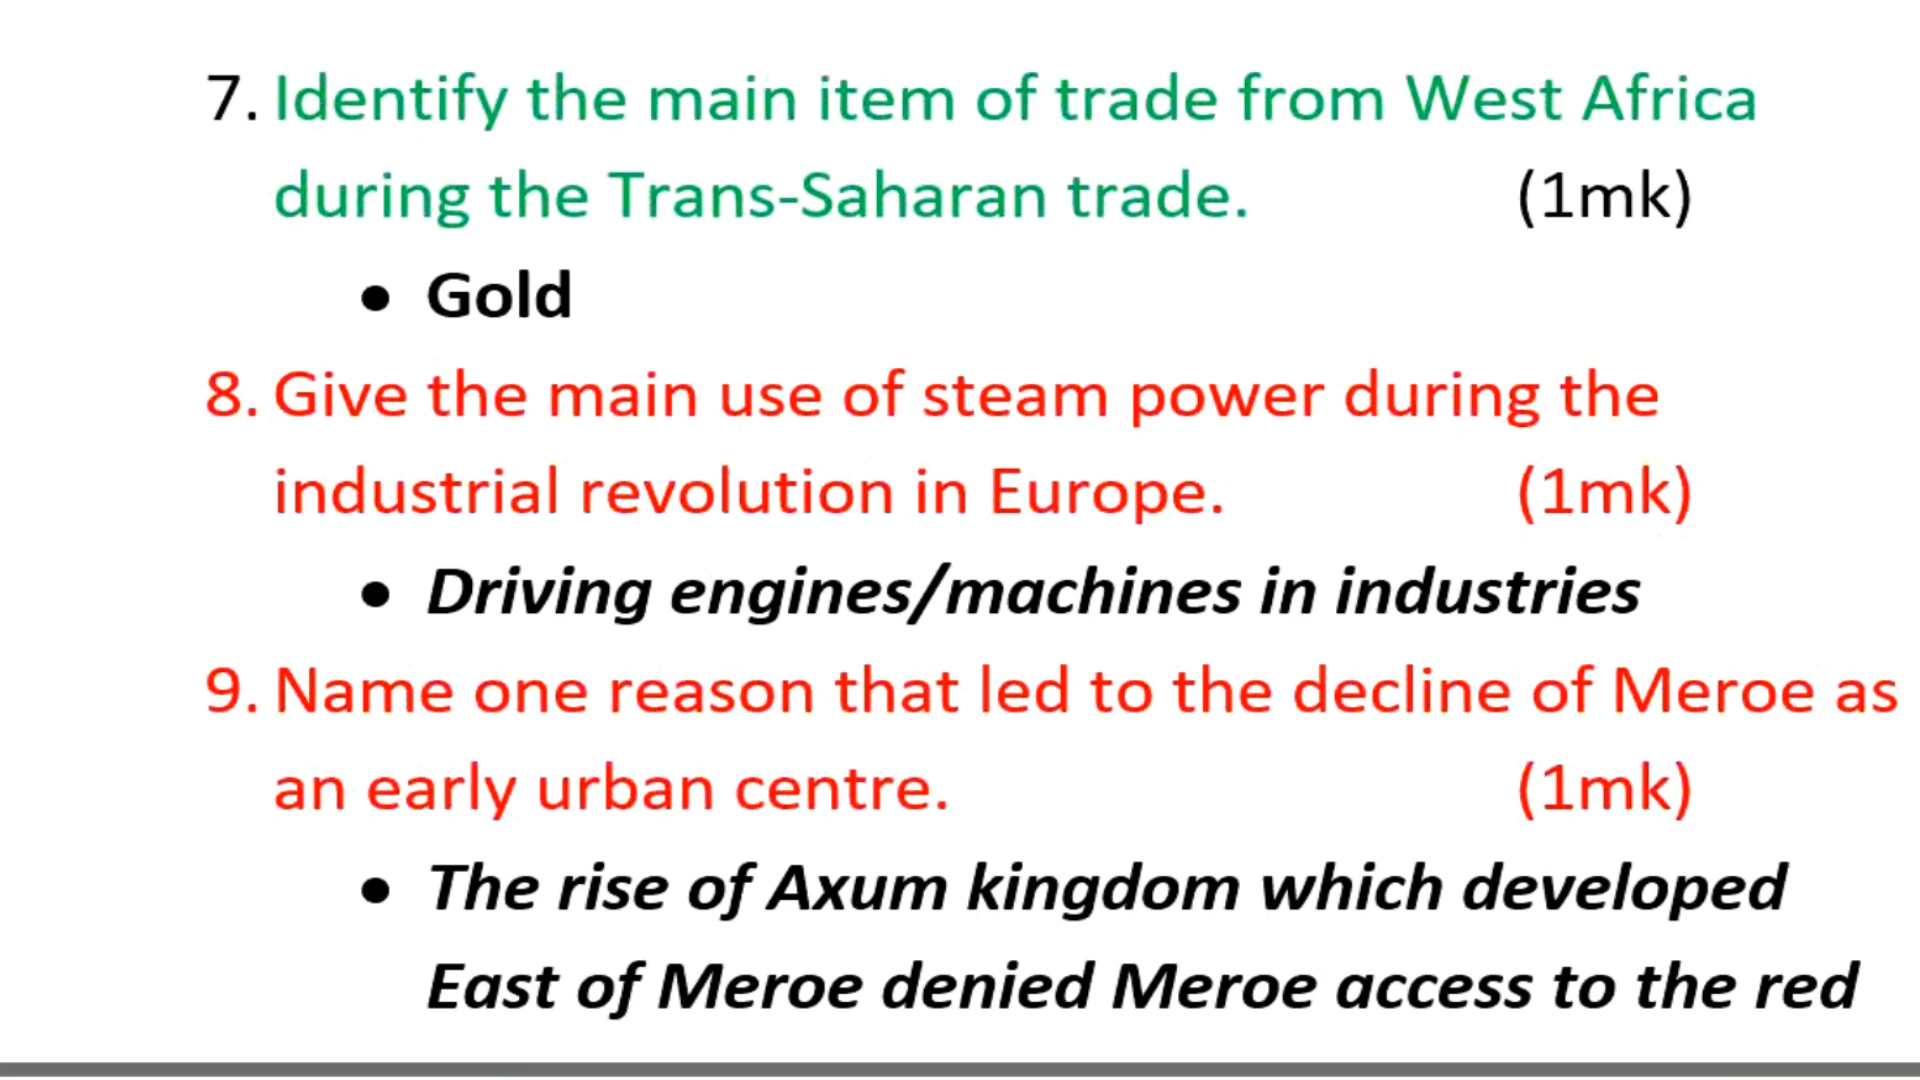 7. Identify the main item of trade from West Africa
during the Trans-Saharan trade. (1mk)
• Gold
8. Give the main use of steam power during the
industrial revolution in Europe. (1mk)
• Driving engines/machines in industries
9. Name one reason that led to the decline of Meroe as
an early urban centre. (1mk)
• The rise of Axum kingdom which developed
East of Meroe denied Meroe access to the red